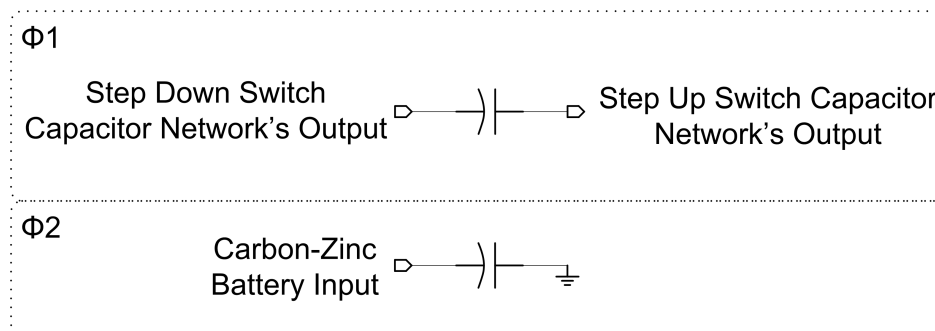 Φ1
Step Down Switch
Capacitor Network's Output
Step Up Switch Capacitor
Network's Output
Φ2
Carbon-Zinc
Battery Input